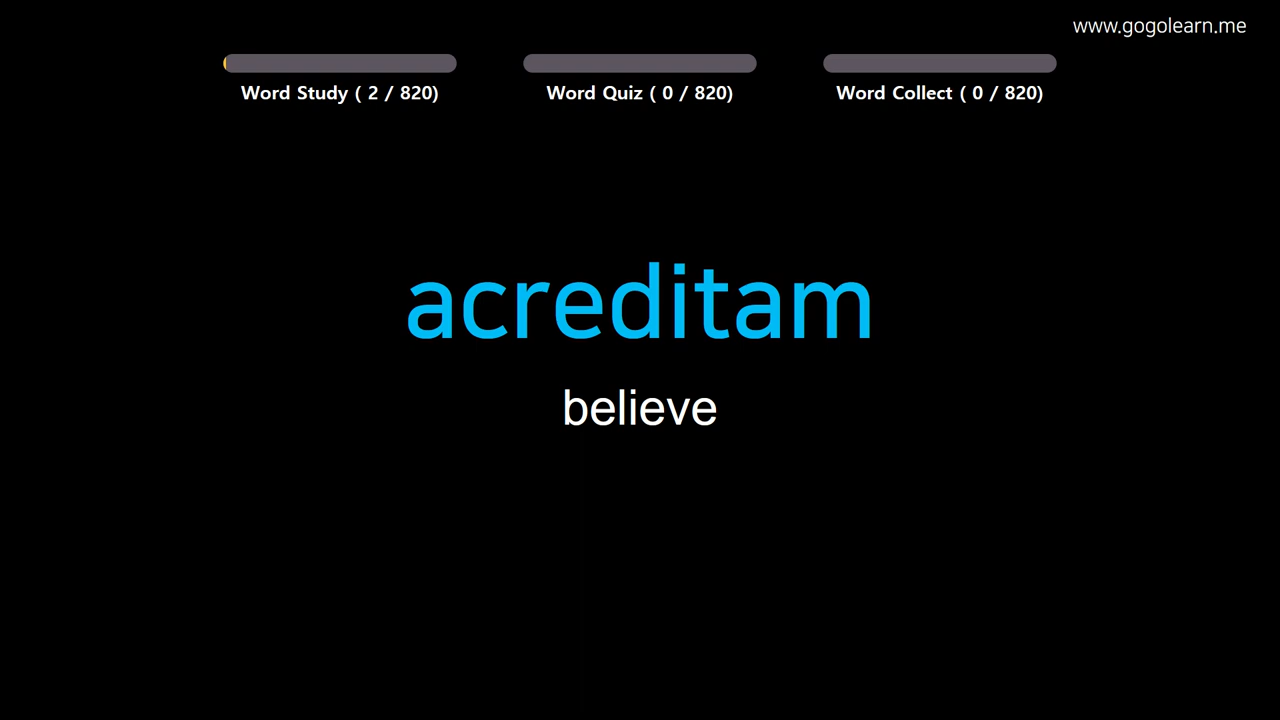 www.gogolearn.me
Word Study ( 2 / 820)
Word Quiz ( 0 / 820)
Word Collect ( 0 / 820)
acreditam
believe